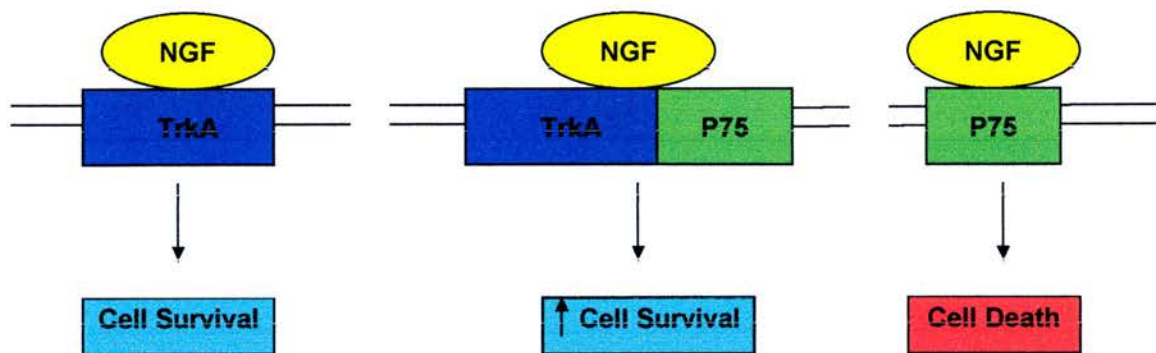 NGF
NGF
NGF
TrkA
TrkA
P75
P75
Cell Survival
↑ Cell Survival
Cell Death